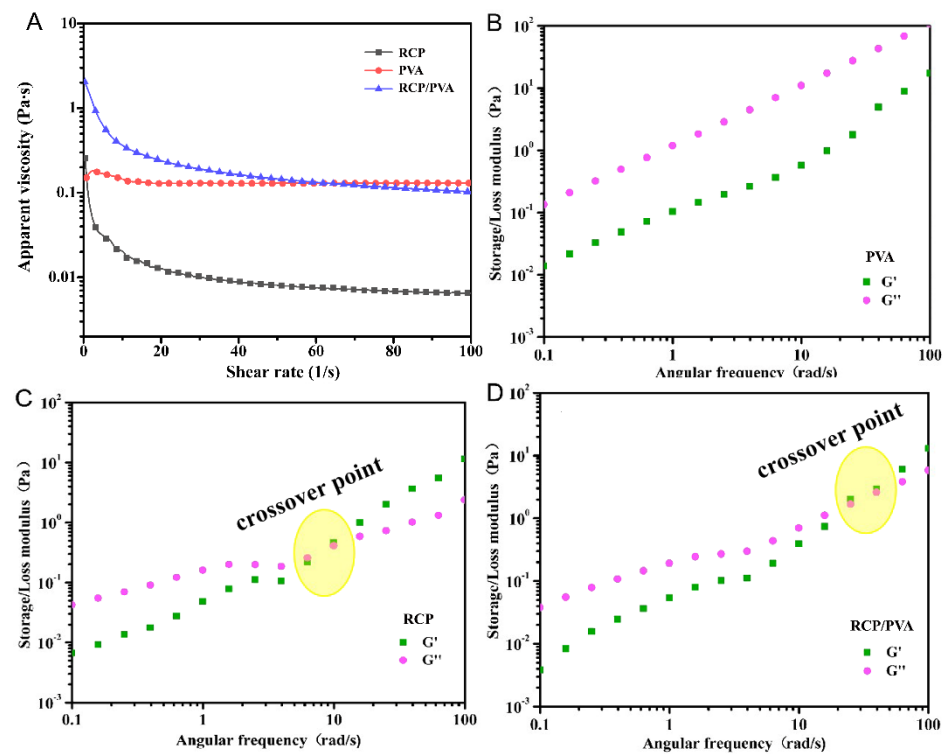 A
10
1
0.1
0.01
Apparent viscosity (Pa·s)
0
20
40
60
80
100
Shear rate (1/s)
RCP
PVA
RCP/PVA
B
10²
10¹
10⁰
10⁻¹
10⁻²
10⁻³
Storage/Loss modulus (Pa)
0.1
1
10
100
Angular frequency (rad/s)
PVA
G'
G''
C
10²
10¹
10⁰
10⁻¹
10⁻²
10⁻³
Storage/Loss modulus (Pa)
0.1
1
10
100
Angular frequency (rad/s)
crossover point
RCP
G'
G''
D
10²
10¹
10⁰
10⁻¹
10⁻²
10⁻³
Storage/Loss modulus (Pa)
0.1
1
10
100
Angular frequency (rad/s)
crossover point
RCP/PVA
G'
G''